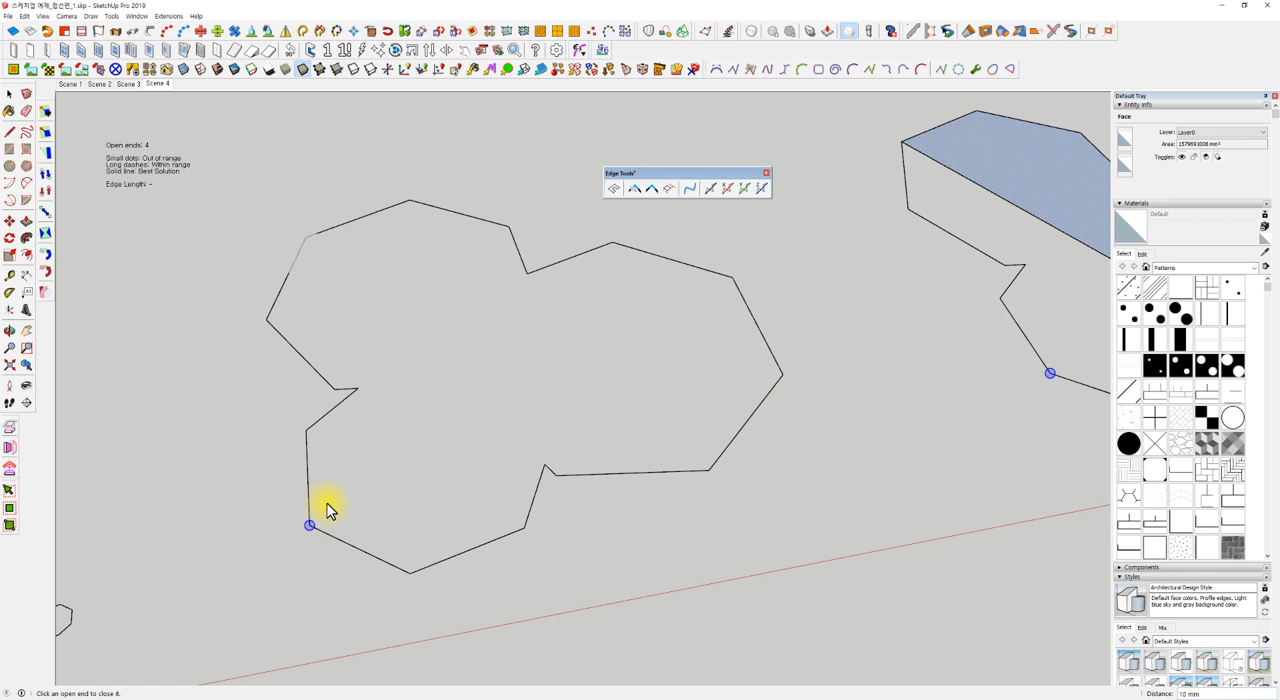 스케치업 예제_접선면_1.skp - SketchUp Pro 2019
File Edit View Camera Draw Tools Window Extensions Help
Scene 1 Scene 2 Scene 3 Scene 4
Open ends: 4
Small dots: Out of range
Long dashes: Within range
Solid line: Best Solution
Edge Length: -
Edge Tools²
Default Tray
Entity Info
Face
Layer: Layer0
Area: 1579691008 mm²
Toggles:
Materials
Default
Select Edit
Patterns
Components
Styles
Architectural Design Style
Default face colors. Profile edges. Light
blue sky and gray background color.
Select Edit Mix
Default Styles
Click an open end to close it.
Distance: 10 mm